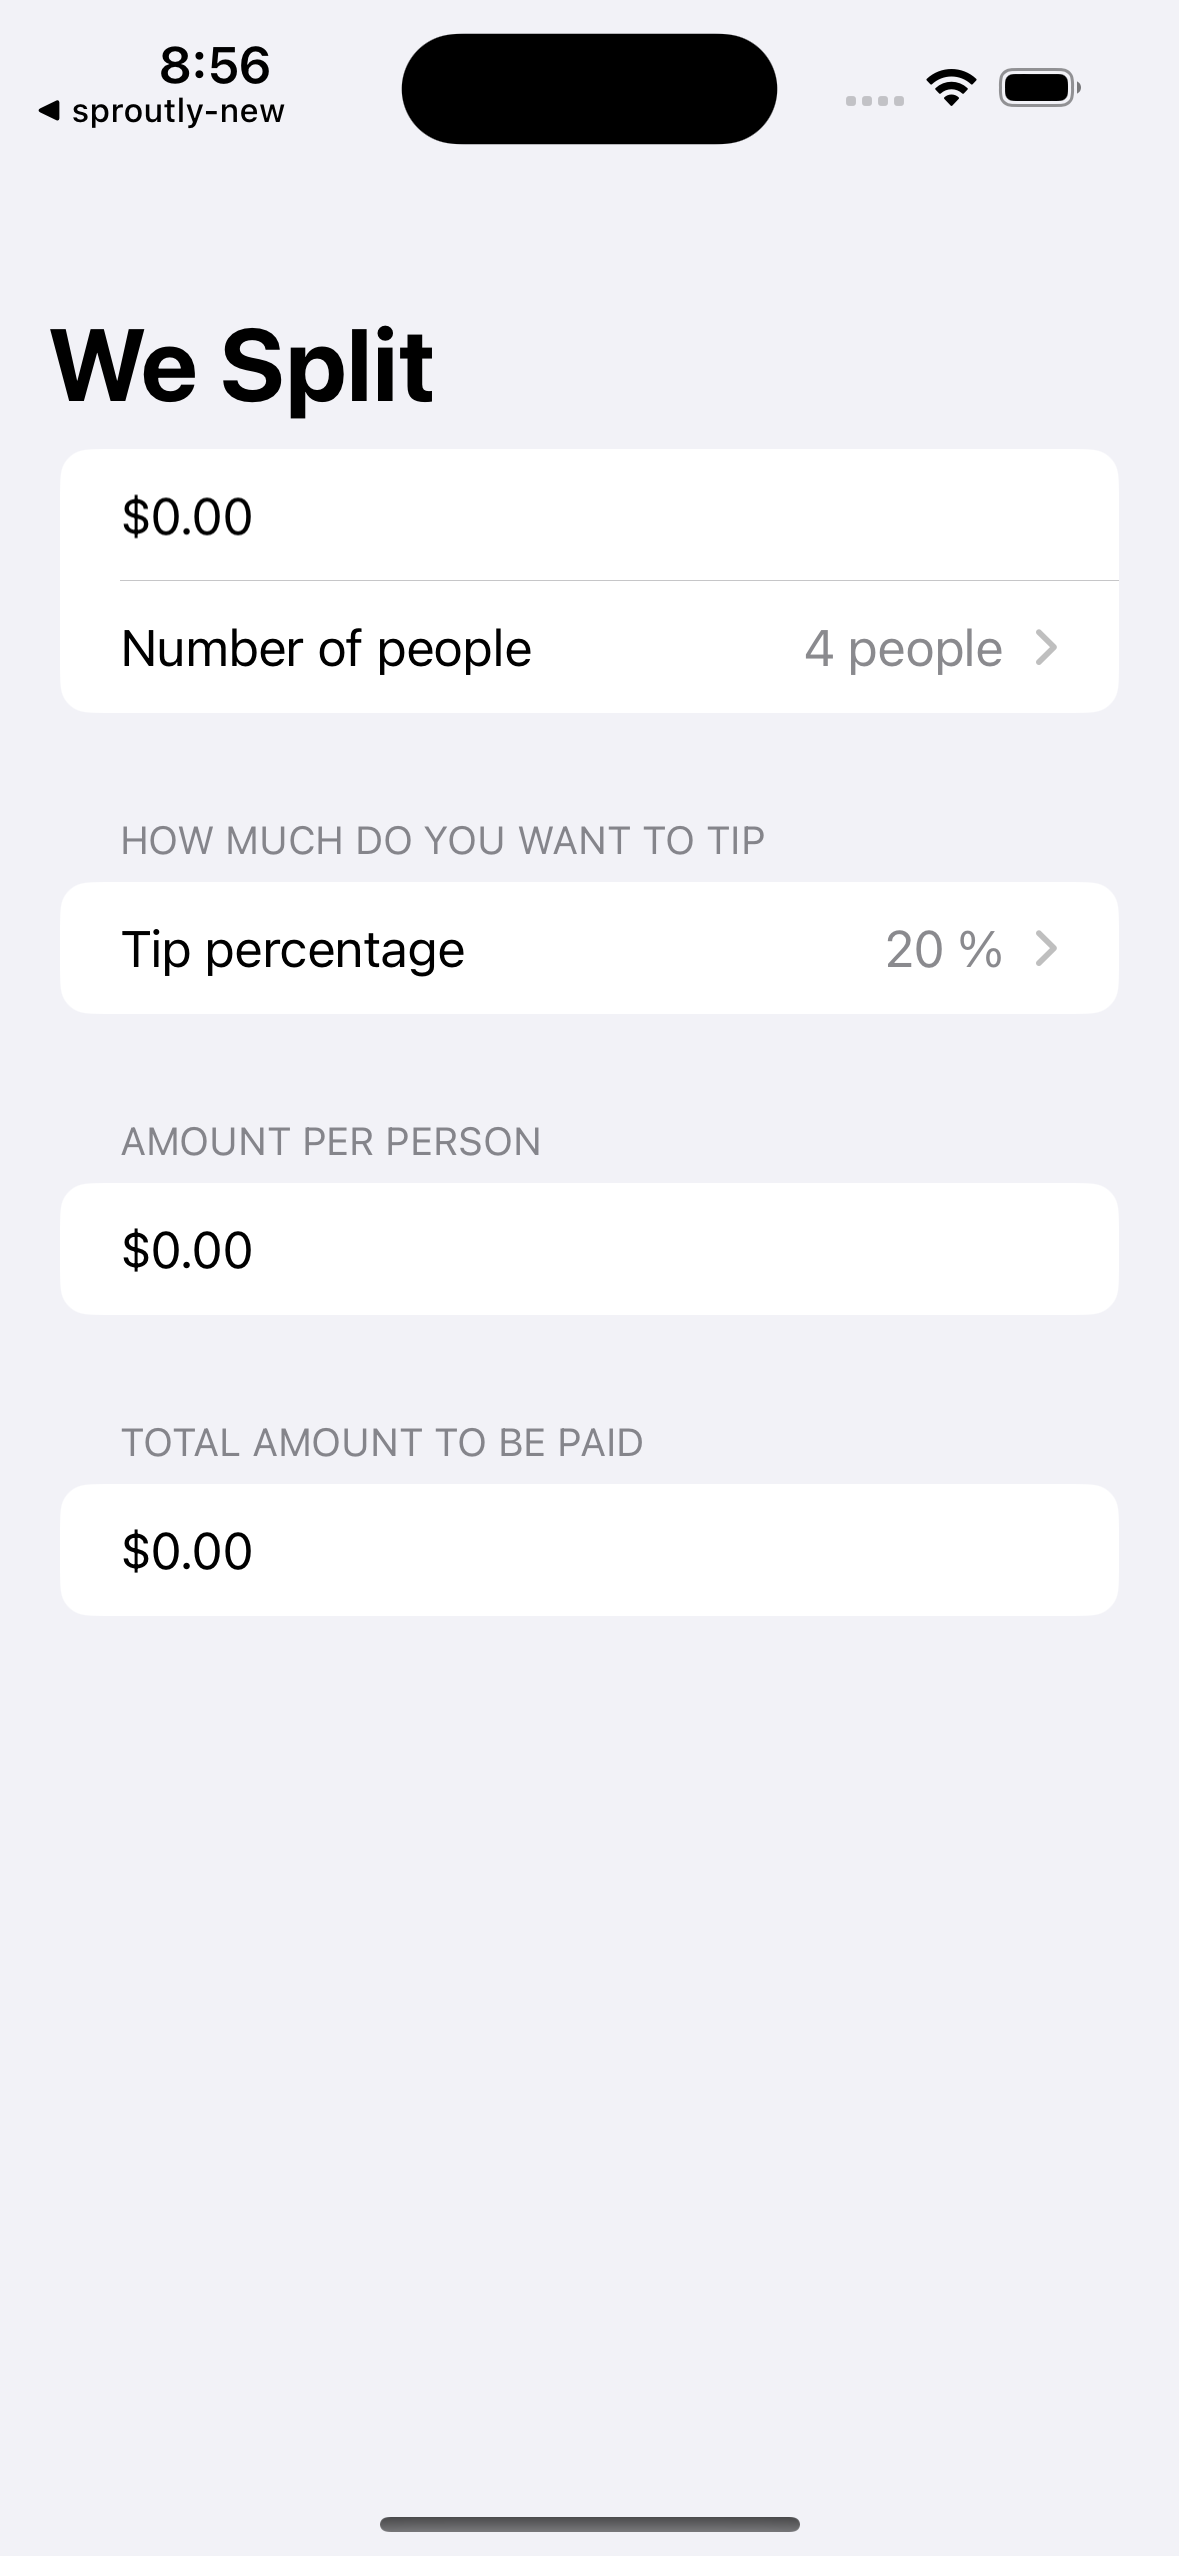 8:56
sproutly-new
We Split
$0.00
Number of people 4 people
HOW MUCH DO YOU WANT TO TIP
Tip percentage 20 %
AMOUNT PER PERSON
$0.00
TOTAL AMOUNT TO BE PAID
$0.00